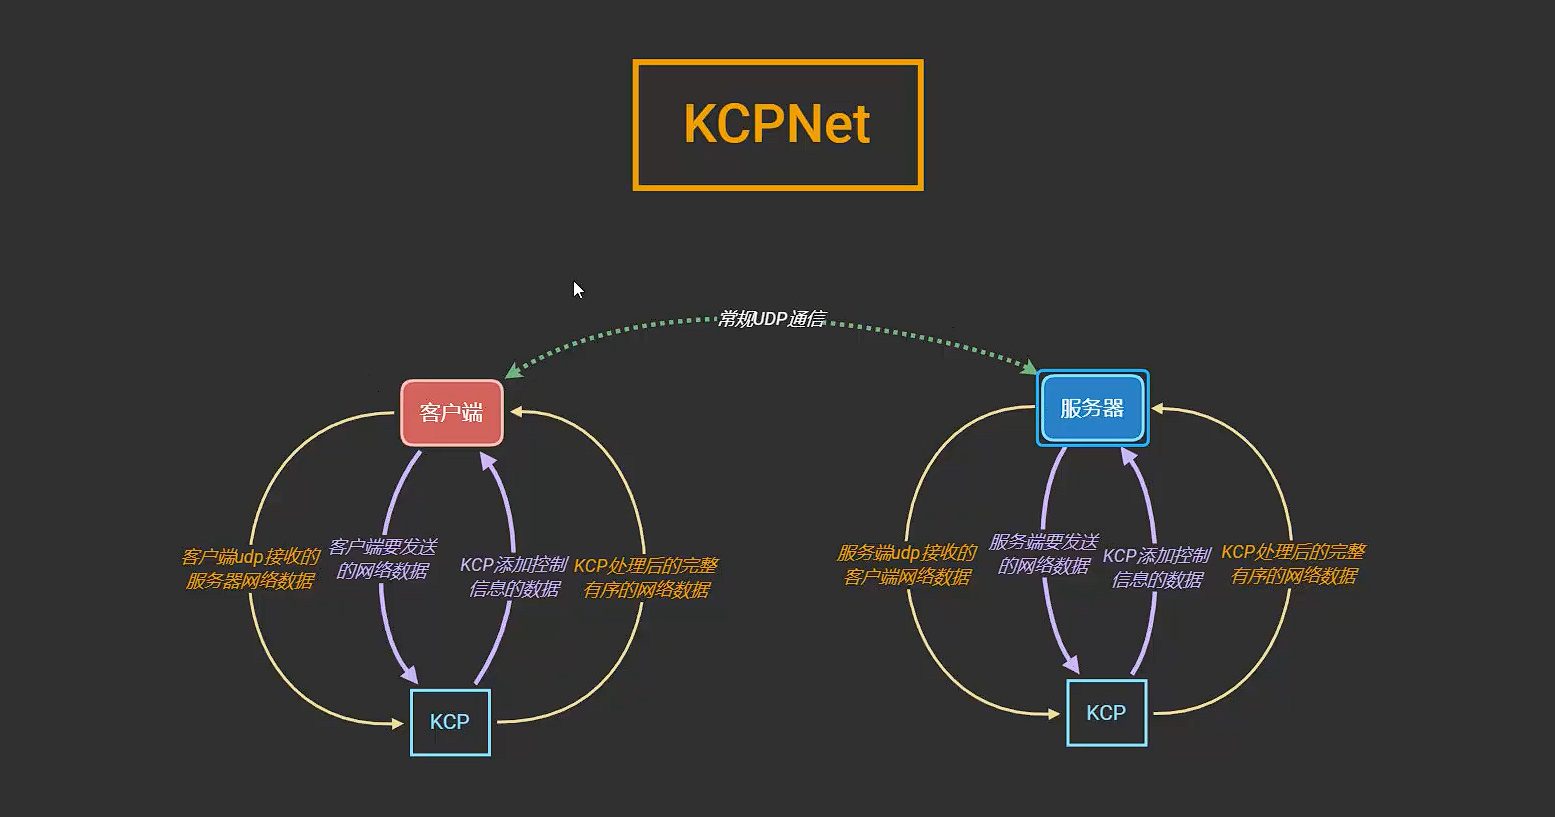 KCPNet
常规UDP通信
客户端
服务器
客户端udp接收的
服务器网络数据
客户端要发送
的网络数据
KCP添加控制
信息的数据
KCP处理后的完整
有序的网络数据
服务端udp接收的
客户端网络数据
服务端要发送
的网络数据
KCP添加控制
信息的数据
KCP处理后的完整
有序的网络数据
KCP
KCP